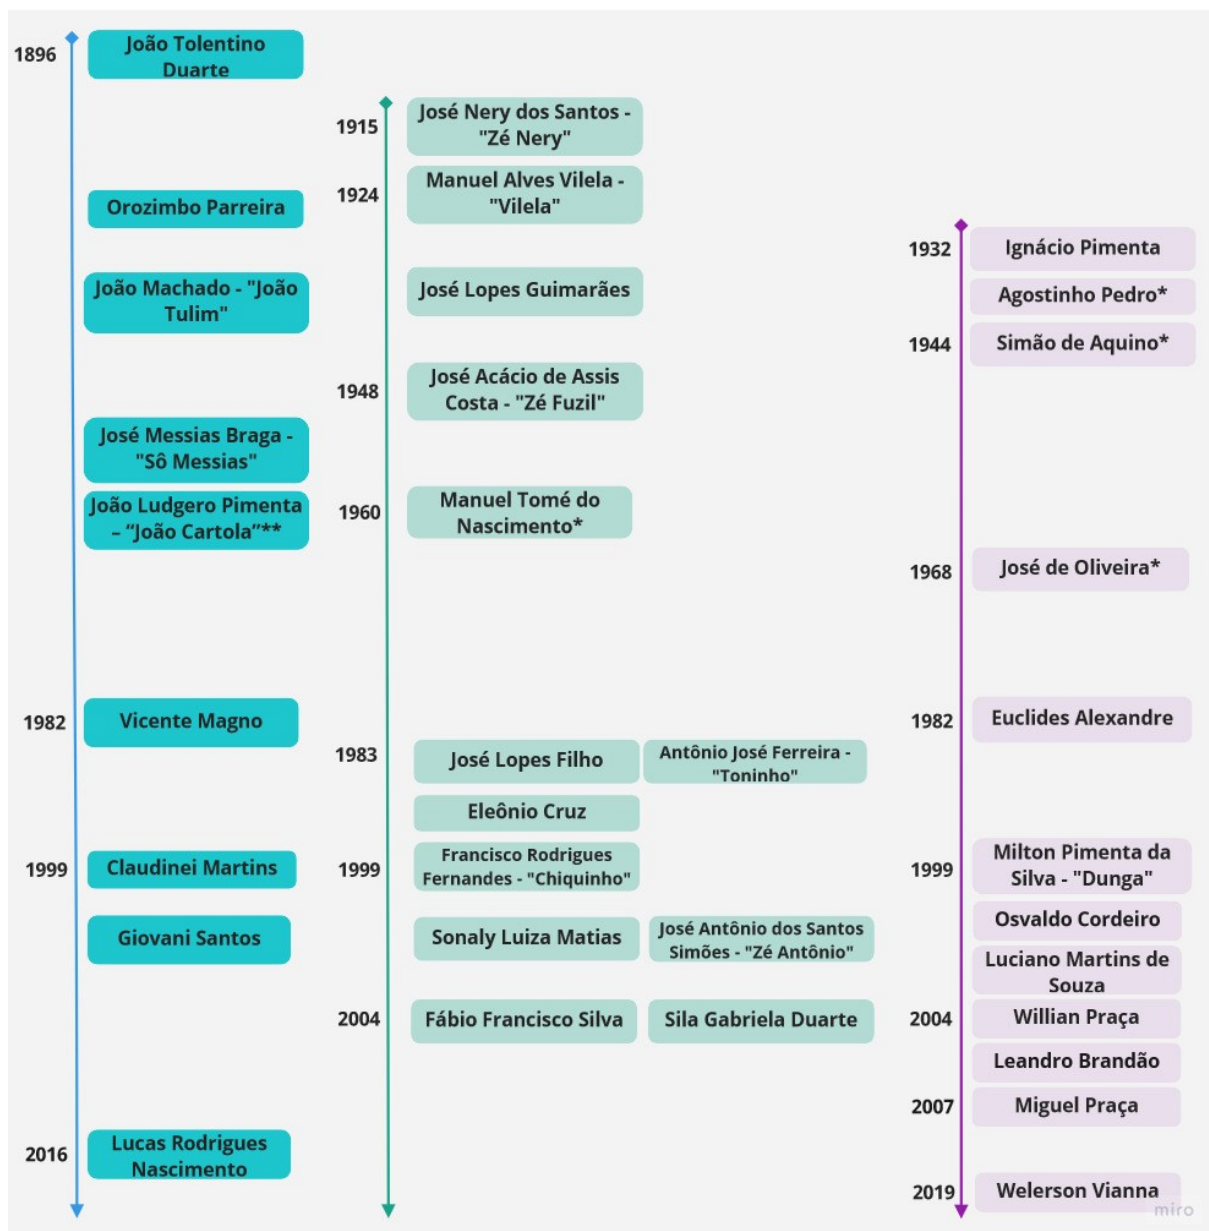 1896
João Tolentino
Duarte
Orozimbo Parreira
João Machado - "João
Tulim"
José Messias Braga -
"Sô Messias"
João Ludgero Pimenta
– “João Cartola”**
1982
Vicente Magno
1999
Claudinei Martins
Giovani Santos
2016
Lucas Rodrigues
Nascimento
1915
José Nery dos Santos -
"Zé Nery"
1924
Manuel Alves Vilela -
"Vilela"
José Lopes Guimarães
1948
José Acácio de Assis
Costa - "Zé Fuzil"
1960
Manuel Tomé do
Nascimento*
1983
José Lopes Filho
Antônio José Ferreira -
"Toninho"
Eleônio Cruz
1999
Francisco Rodrigues
Fernandes - "Chiquinho"
Sonaly Luiza Matias
José Antônio dos Santos
Simões - "Zé Antônio"
2004
Fábio Francisco Silva
Sila Gabriela Duarte
1932
Ignácio Pimenta
Agostinho Pedro*
1944
Simão de Aquino*
1968
José de Oliveira*
1982
Euclides Alexandre
1999
Milton Pimenta da
Silva - "Dunga"
Osvaldo Cordeiro
Luciano Martins de
Souza
2004
Willian Praça
Leandro Brandão
2007
Miguel Praça
2019
Welerson Vianna
miro